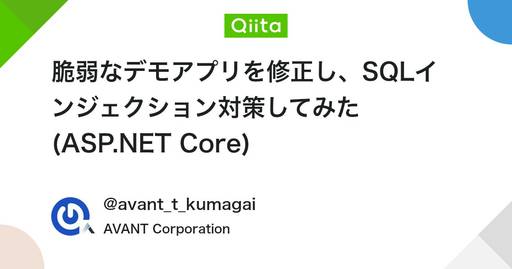 Qiita
脆弱なデモアプリを修正し、SQLイ
ンジェクション対策してみた
(ASP.NET Core)
@avant_t_kumagai
AVANT Corporation